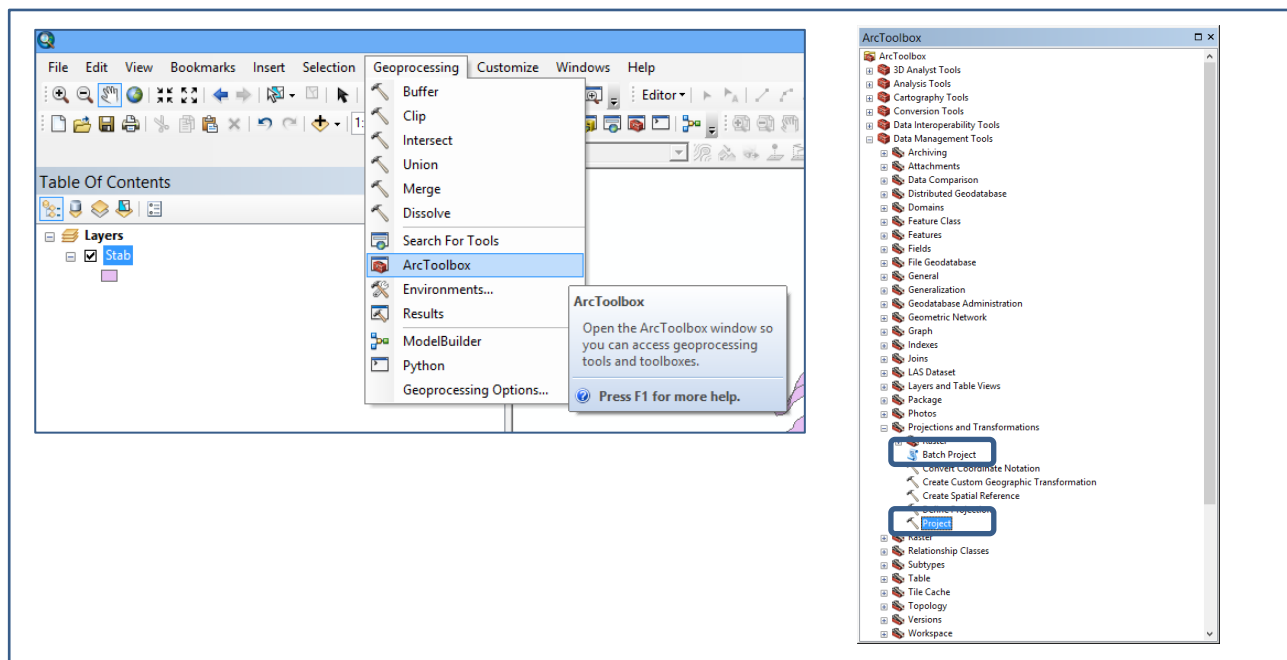 File Edit View Bookmarks Insert Selection Geoprocessing Customize Windows Help
Editor
1:
Table Of Contents
Layers
Stab
Buffer
Clip
Intersect
Union
Merge
Dissolve
Search For Tools
ArcToolbox
Environments...
Results
ModelBuilder
Python
Geoprocessing Options...
ArcToolbox
Open the ArcToolbox window so
you can access geoprocessing
tools and toolboxes.
Press F1 for more help.
ArcToolbox
ArcToolbox
3D Analyst Tools
Analysis Tools
Cartography Tools
Conversion Tools
Data Interoperability Tools
Data Management Tools
Archiving
Attachments
Data Comparison
Distributed Geodatabase
Domains
Feature Class
Features
Fields
File Geodatabase
General
Generalization
Geodatabase Administration
Geometric Network
Graph
Indexes
Joins
LAS Dataset
Layers and Table Views
Package
Photos
Projections and Transformations
Raster
Batch Project
Convert Coordinate Notation
Create Custom Geographic Transformation
Create Spatial Reference
Define Projection
Project
Raster
Relationship Classes
Subtypes
Table
Tile Cache
Topology
Versions
Workspace